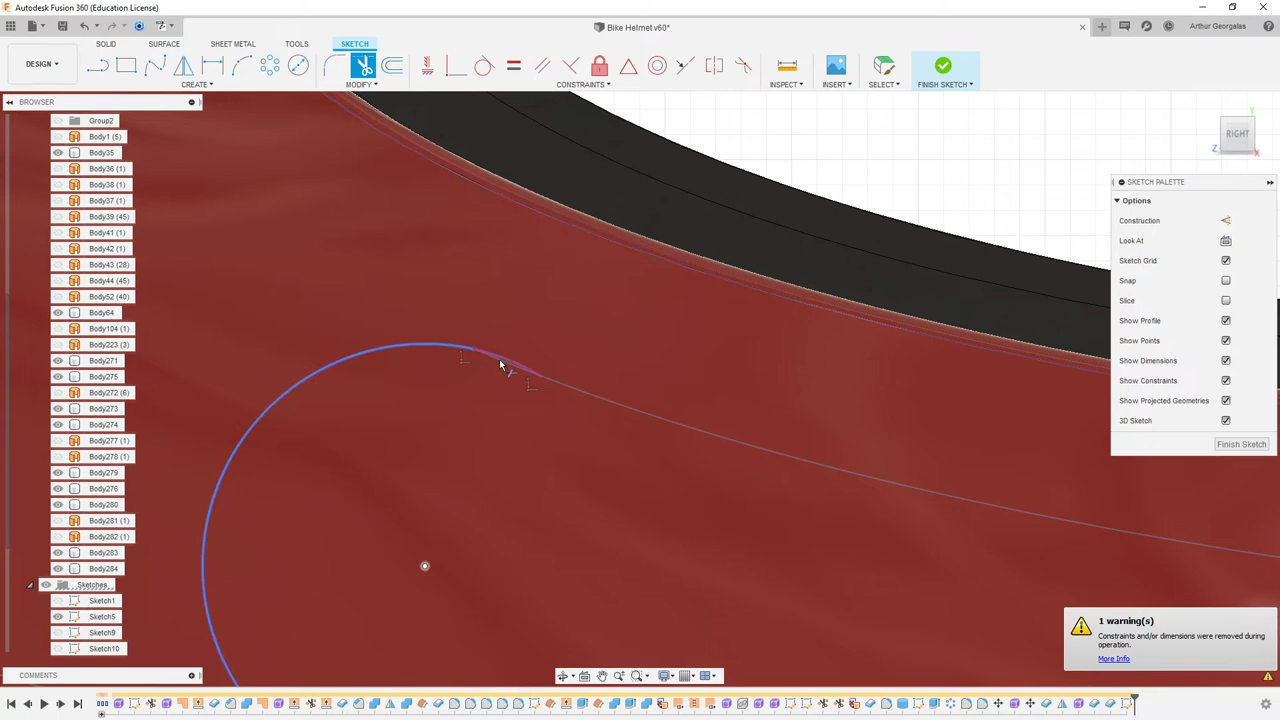 Autodesk Fusion 360 (Education License)
Bike Helmet v60*
Arthur Georgalas
SOLID SURFACE SHEET METAL TOOLS SKETCH
DESIGN ▾
CREATE ▾ MODIFY ▾ CONSTRAINTS ▾ INSPECT ▾ INSERT ▾ SELECT ▾ FINISH SKETCH ▾
BROWSER
Group2
Body1 (5)
Body35
Body36 (1)
Body38 (1)
Body37 (1)
Body39 (45)
Body41 (1)
Body42 (1)
Body43 (28)
Body44 (45)
Body52 (40)
Body64
Body104 (1)
Body223 (3)
Body271
Body275
Body272 (6)
Body273
Body274
Body277 (1)
Body278 (1)
Body279
Body276
Body280
Body281 (1)
Body282 (1)
Body283
Body284
Sketches
Sketch1
Sketch5
Sketch9
Sketch10
COMMENTS
Y
RIGHT
Z X
SKETCH PALETTE
Options
Construction
Look At
Sketch Grid
Snap
Slice
Show Profile
Show Points
Show Dimensions
Show Constraints
Show Projected Geometries
3D Sketch
Finish Sketch
1 warning(s)
Constraints and/or dimensions were removed during
operation.
More Info